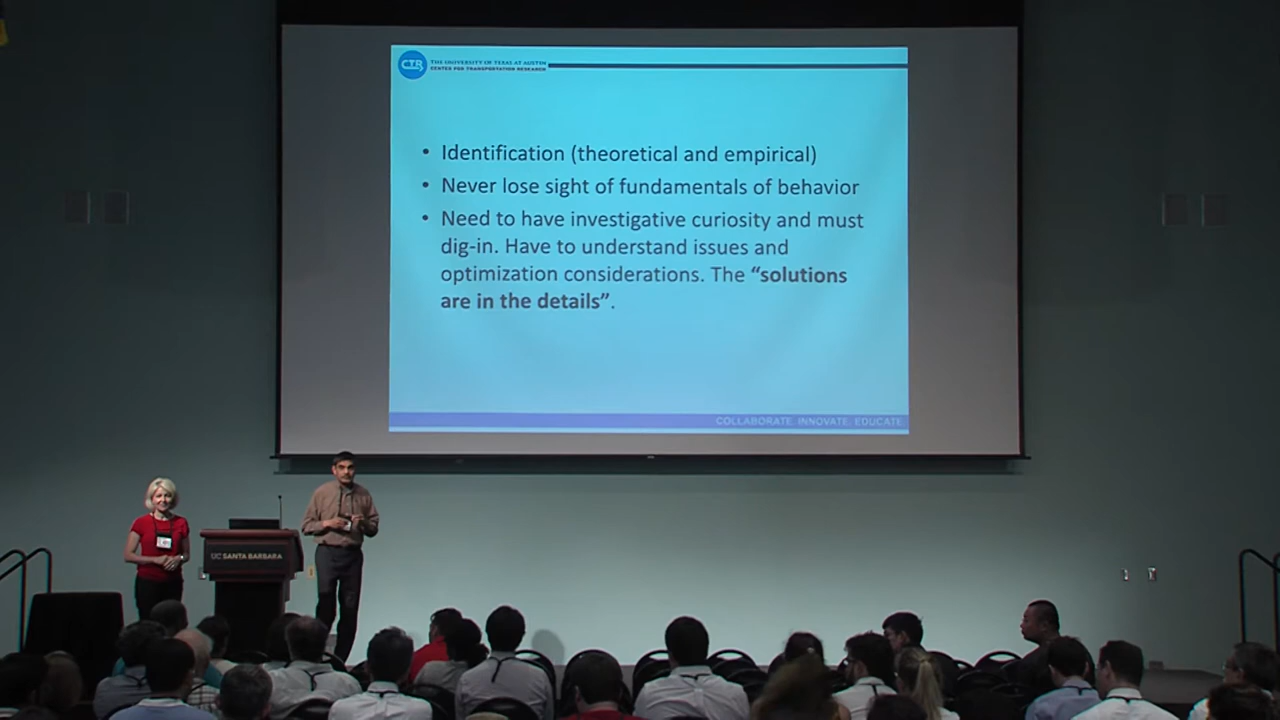 CTR
THE UNIVERSITY OF TEXAS AT AUSTIN
CENTER FOR TRANSPORTATION RESEARCH
• Identification (theoretical and empirical)
• Never lose sight of fundamentals of behavior
• Need to have investigative curiosity and must
dig-in. Have to understand issues and
optimization considerations. The “solutions
are in the details”.
COLLABORATE. INNOVATE. EDUCATE.
UC SANTA BARBARA